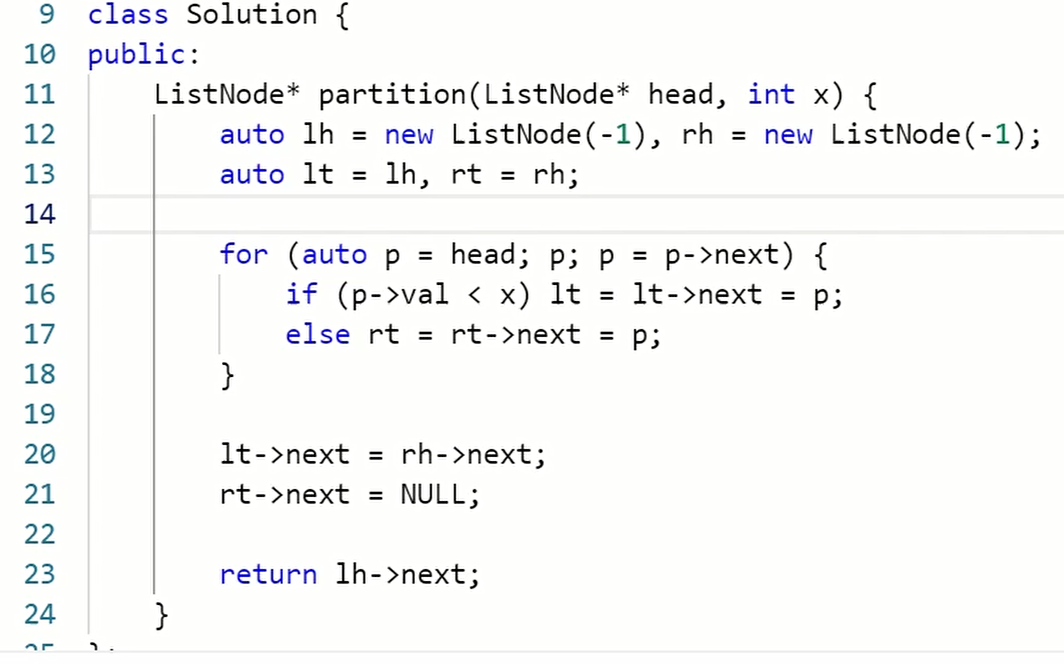 9 class Solution {
10 public:
11     ListNode* partition(ListNode* head, int x) {
12         auto lh = new ListNode(-1), rh = new ListNode(-1);
13         auto lt = lh, rt = rh;
14
15         for (auto p = head; p; p = p->next) {
16             if (p->val < x) lt = lt->next = p;
17             else rt = rt->next = p;
18         }
19
20         lt->next = rh->next;
21         rt->next = NULL;
22
23         return lh->next;
24     }